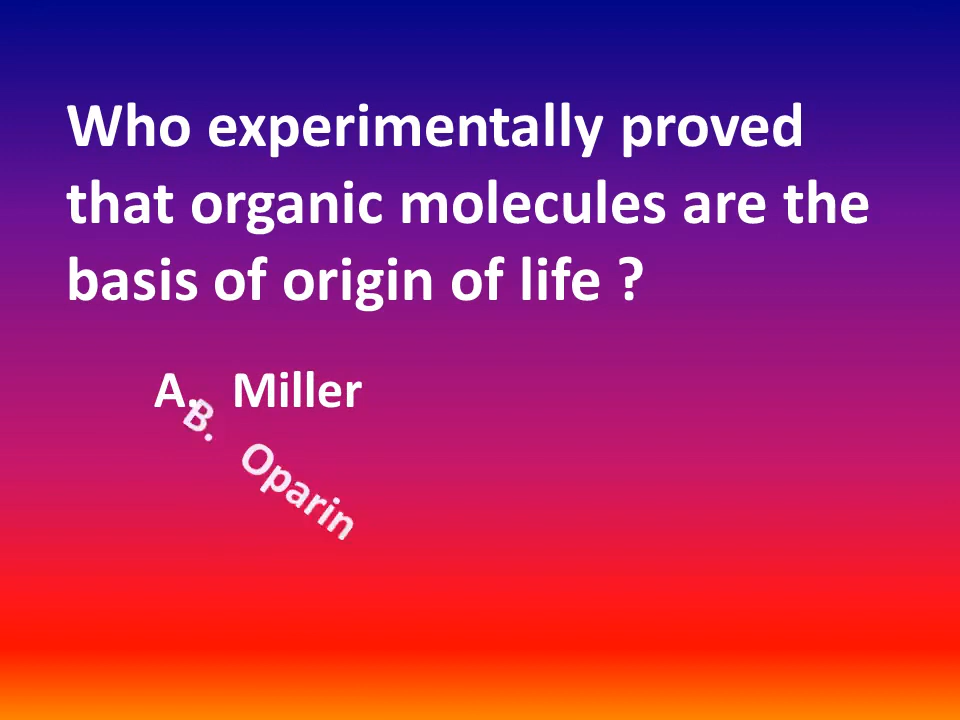 Who experimentally proved
that organic molecules are the
basis of origin of life ?
A. Miller
B. Oparin